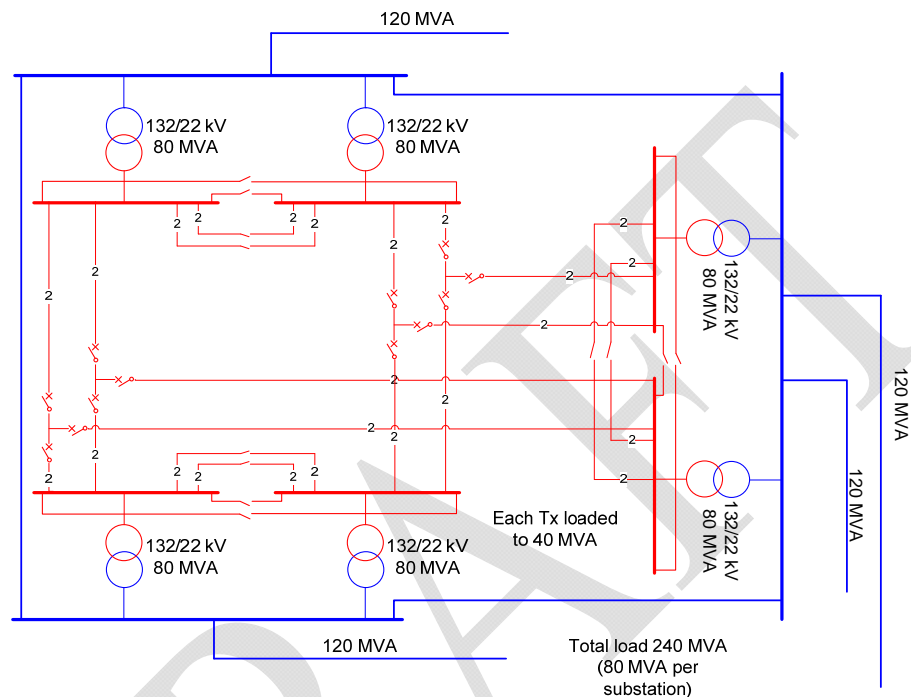 120 MVA
132/22 kV
80 MVA
132/22 kV
80 MVA
2
2
2
2
2
2
2
2
2
2
2
2
132/22 kV
80 MVA
2
2
2
2
2
2
120 MVA
2
2
2
2
2
2
2
132/22 kV
80 MVA
120 MVA
132/22 kV
80 MVA
132/22 kV
80 MVA
Each Tx loaded
to 40 MVA
120 MVA
Total load 240 MVA
(80 MVA per
substation)
RAFT